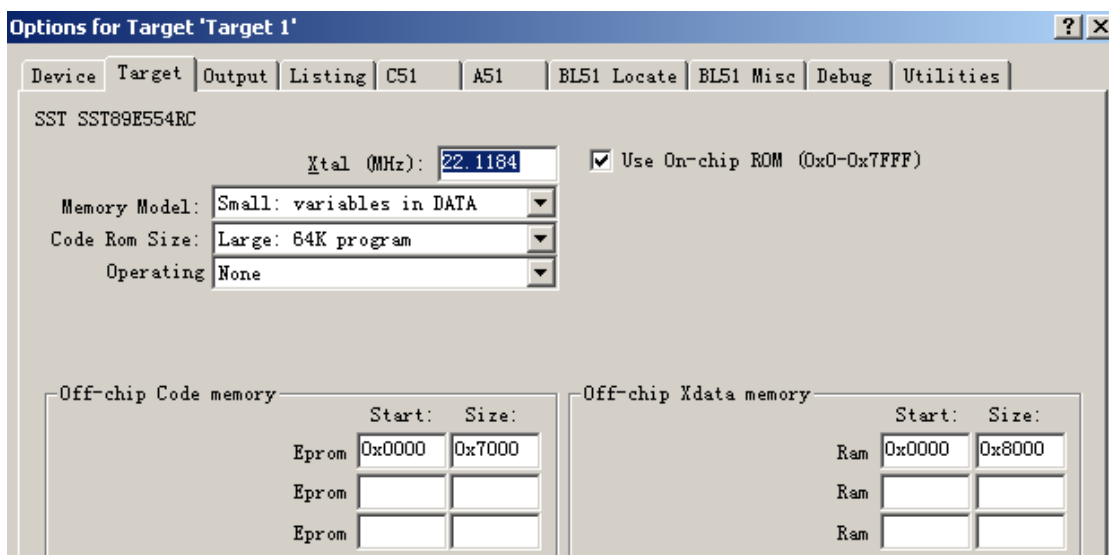 Options for Target 'Target 1'
Device Target Output Listing C51 A51 BL51 Locate BL51 Misc Debug Utilities
SST SST89E554RC
Xtal (MHz): 22.1184 Use On-chip ROM (0x0-0x7FFF)
Memory Model: Small: variables in DATA
Code Rom Size: Large: 64K program
Operating None
Off-chip Code memory Off-chip Xdata memory
Start: Size: Start: Size:
Eprom 0x0000 0x7000 Ram 0x0000 0x8000
Eprom Ram
Eprom Ram